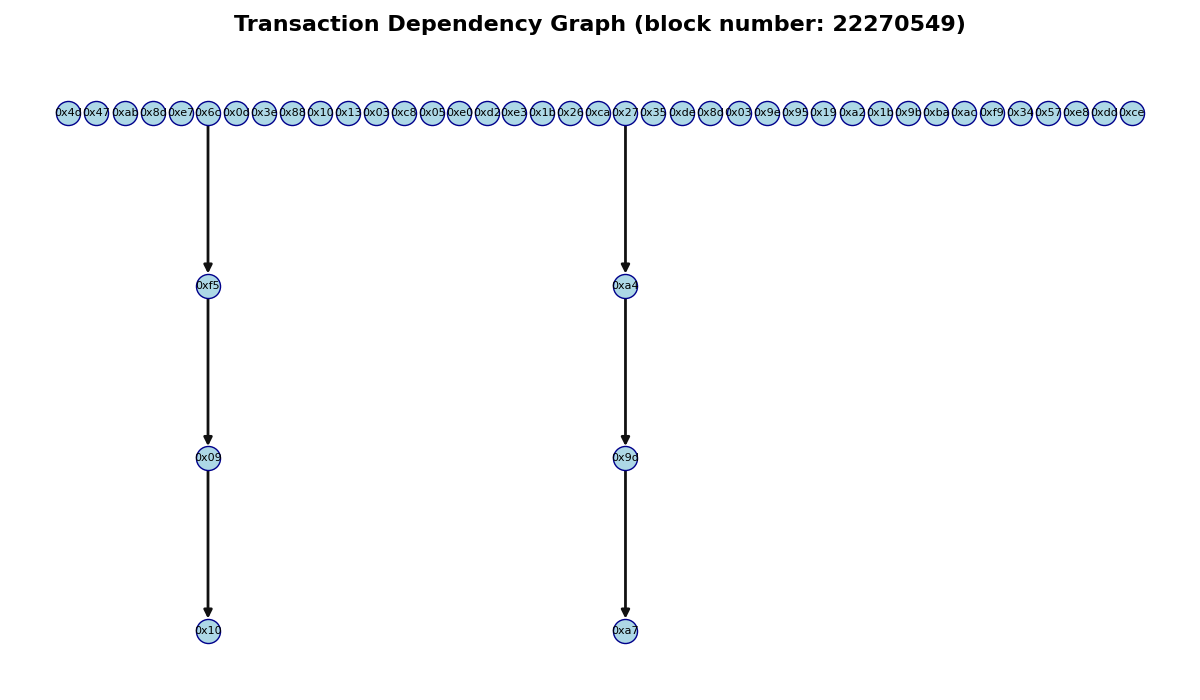 Transaction Dependency Graph (block number: 22270549)
0x4d 0x47 0xab 0x8d 0xe7 0x6c 0x0d 0x3e 0x88 0x10 0x13 0x03 0xc8 0x05 0xe0 0xd2 0xe3 0x1b 0x26 0xca 0x27 0x35 0xde 0x8d 0x03 0x9e 0x95 0x19 0xa2 0x1b 0x9b 0xba 0xac 0xf9 0x34 0x57 0xe8 0xdd 0xce
0xf5 0xa4
0x09 0x9d
0x10 0xa7